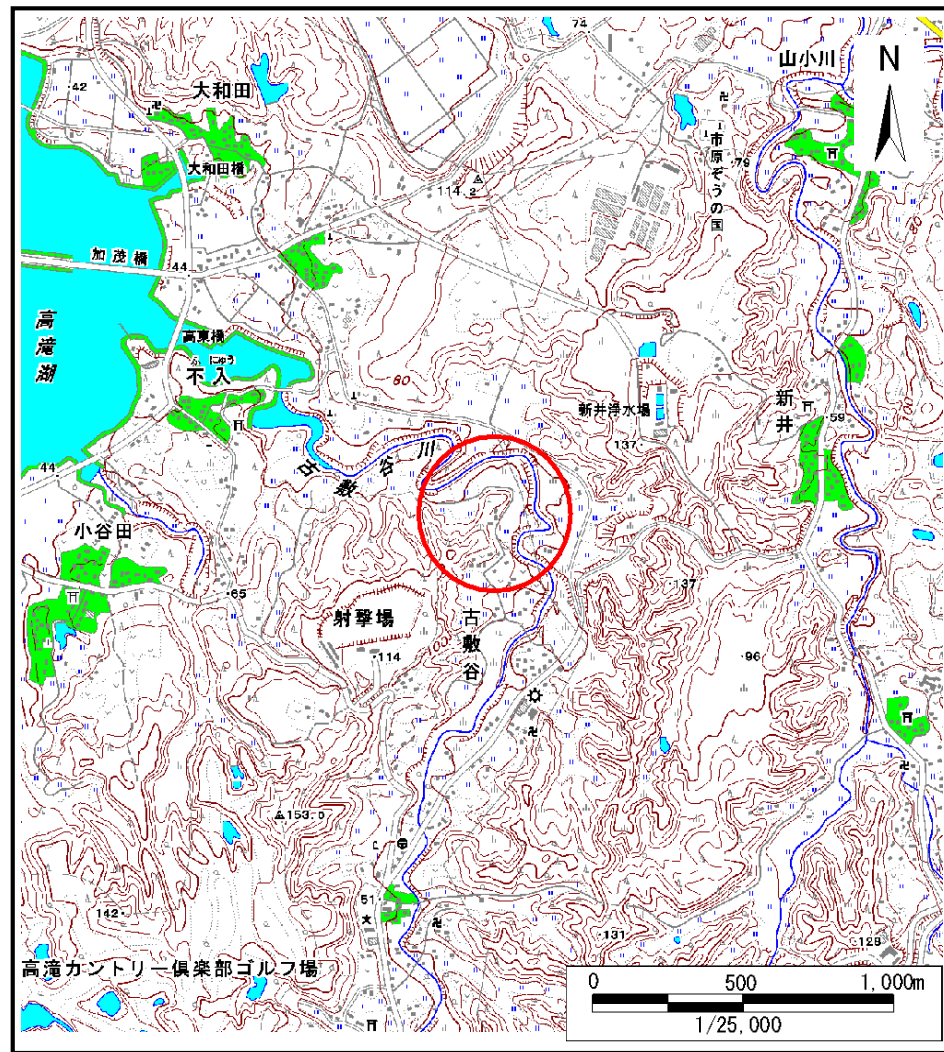 74
山小川
N
42
大和田
大和田橋
市原ぞうの国
79
114.2
80
加茂橋
44
高滝湖
高東橋
ふ にゅう
不入
80
新井浄水場
新井
59
137
古敷谷川
44
小谷田
65
137
射撃場
古敷谷
114
96
153.0
51
142
131
128
高滝カントリー倶楽部ゴルフ場
0 500 1,000m
1/25,000